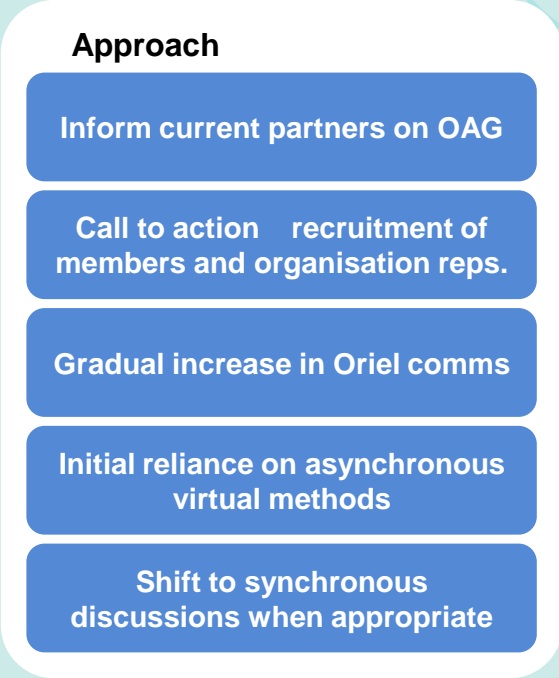 Approach
Inform current partners on OAG
Call to action recruitment of
members and organisation reps.
Gradual increase in Oriel comms
Initial reliance on asynchronous
virtual methods
Shift to synchronous
discussions when appropriate